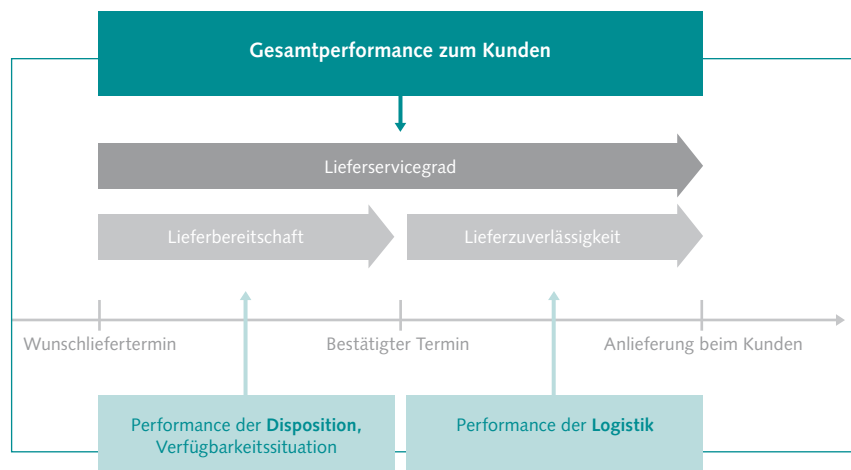 Gesamtperformance zum Kunden
Lieferservicegrad
Lieferbereitschaft
Lieferzuverlässigkeit
Wunschliefertermin
Bestätigter Termin
Anlieferung beim Kunden
Performance der Disposition,
Verfügbarkeitssituation
Performance der Logistik